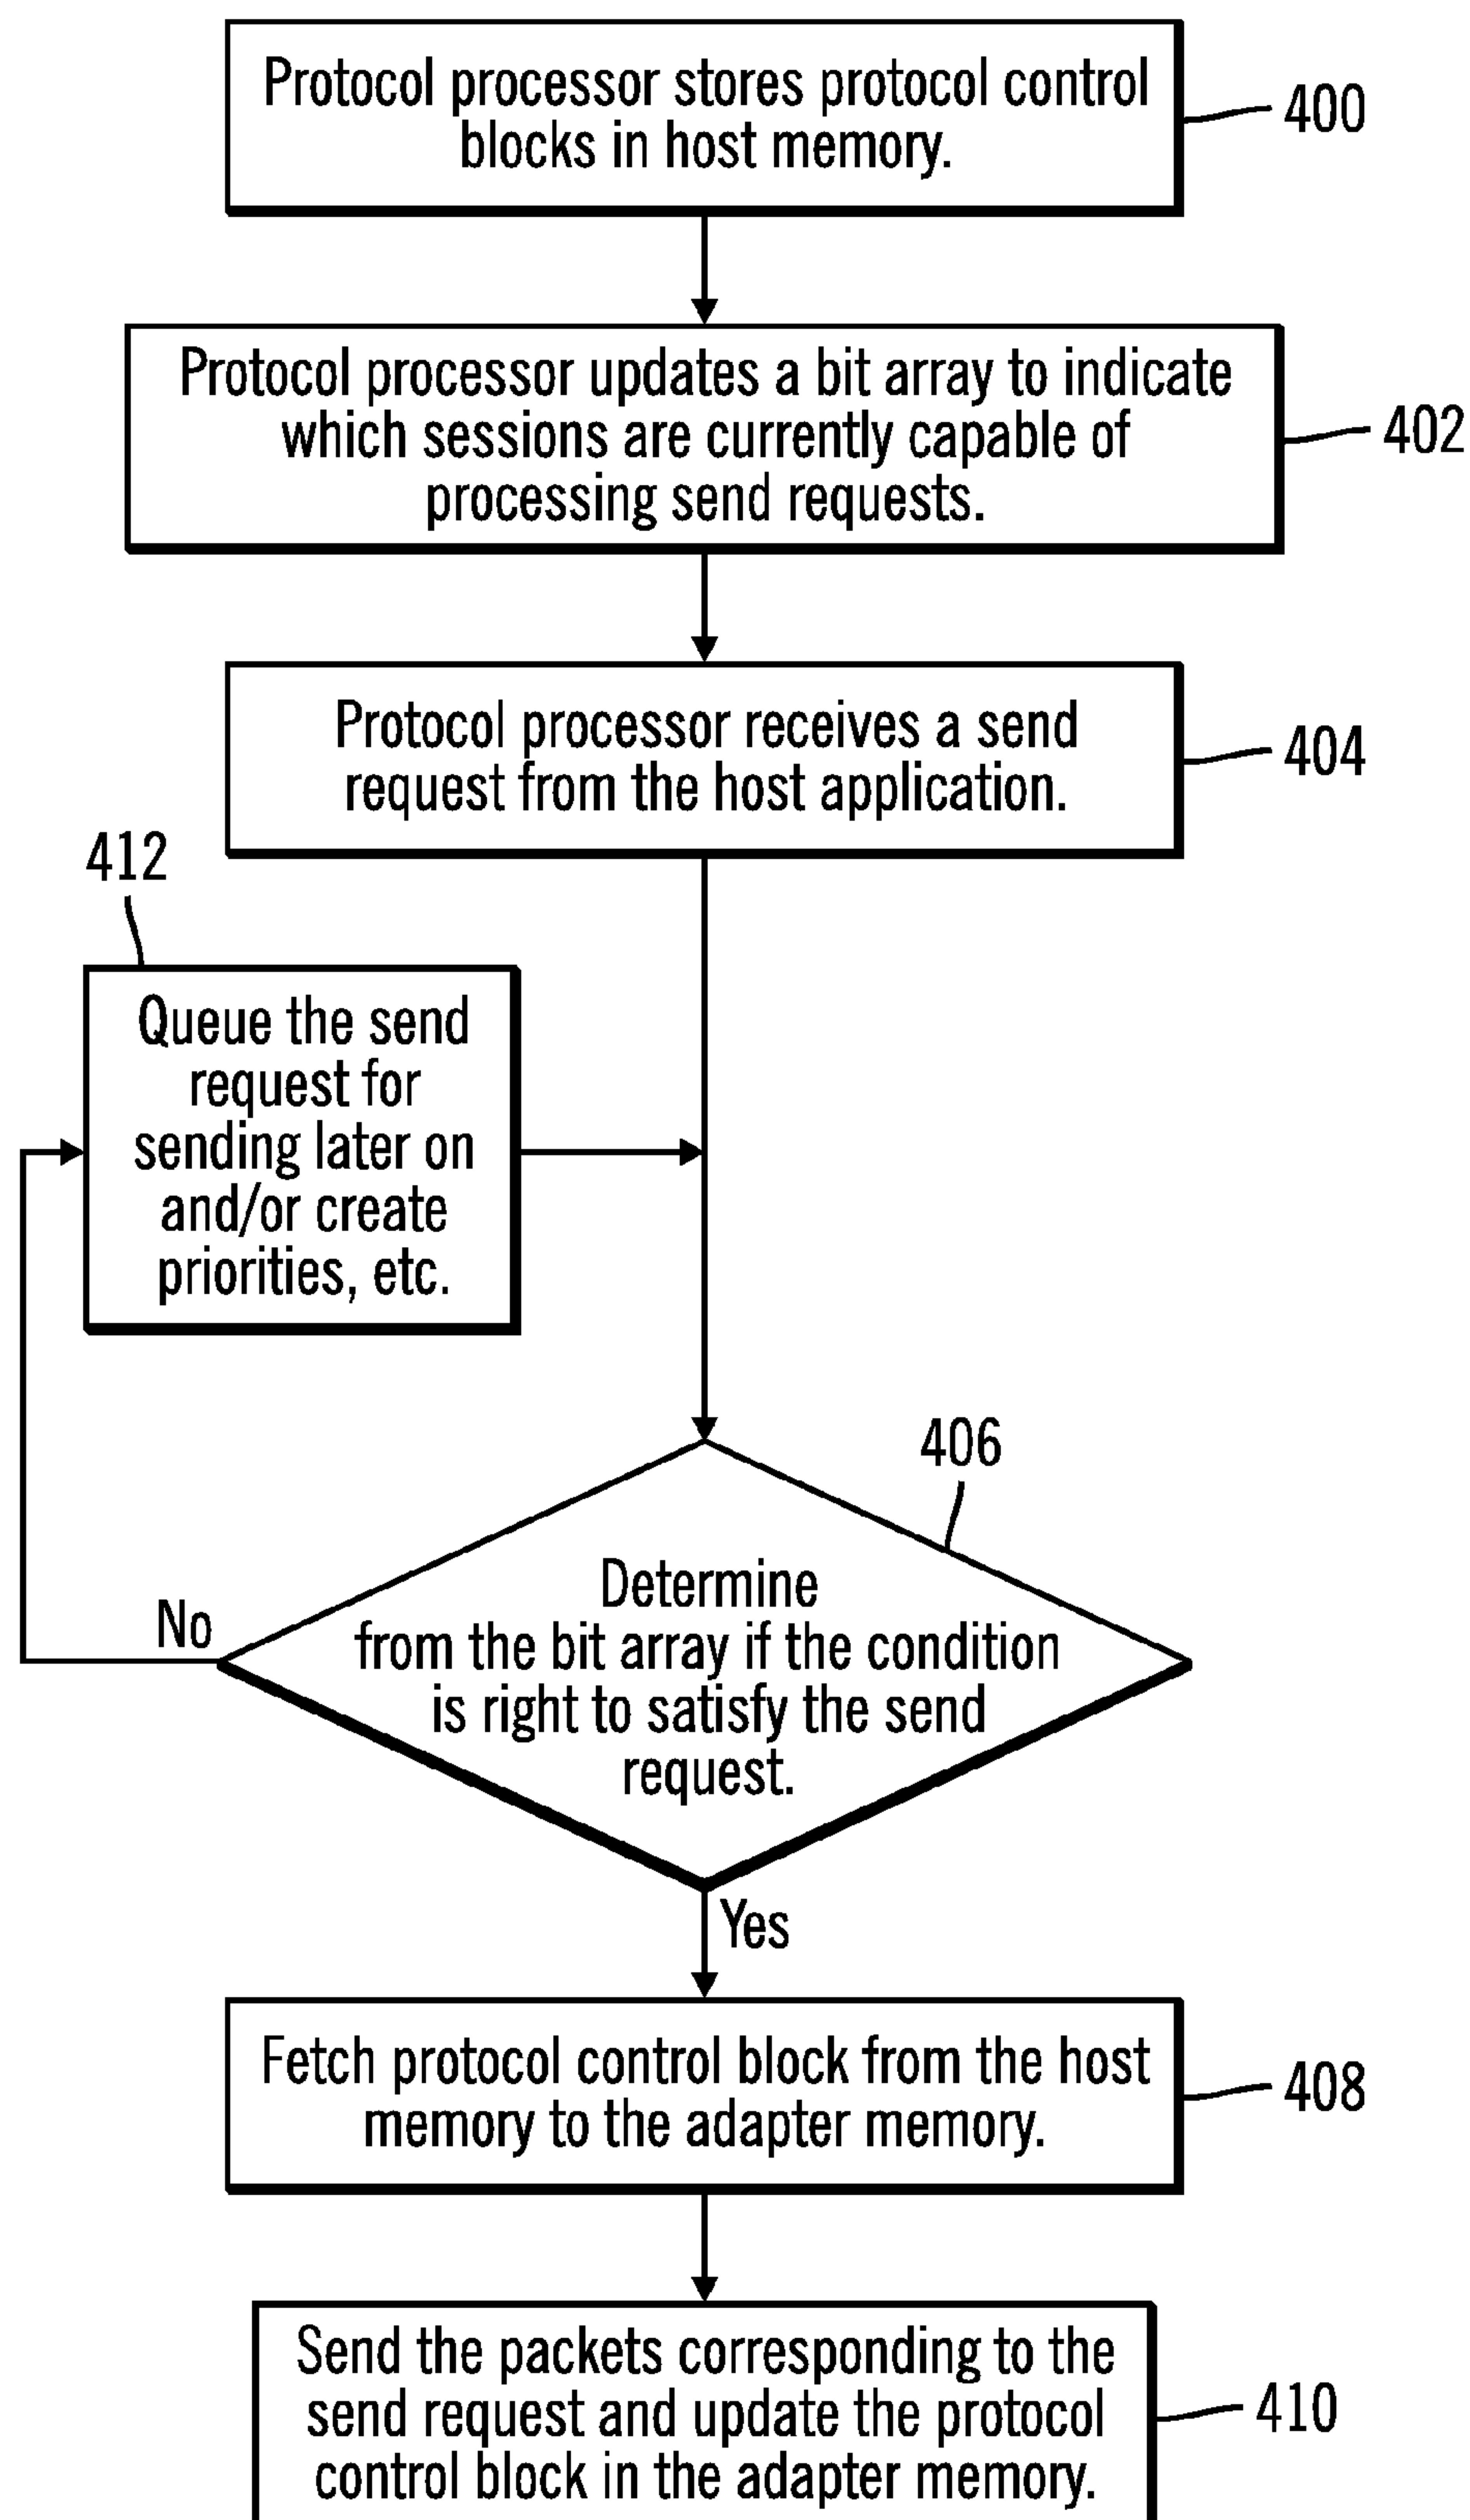 Protocol processor stores protocol control
blocks in host memory.
400
Protocol processor updates a bit array to indicate
which sessions are currently capable of
processing send requests.
402
Protocol processor receives a send
request from the host application.
404
412
Queue the send
request for
sending later on
and/or create
priorities, etc.
406
Determine
from the bit array if the condition
is right to satisfy the send
request.
No
Yes
Fetch protocol control block from the host
memory to the adapter memory.
408
Send the packets corresponding to the
send request and update the protocol
control block in the adapter memory.
410